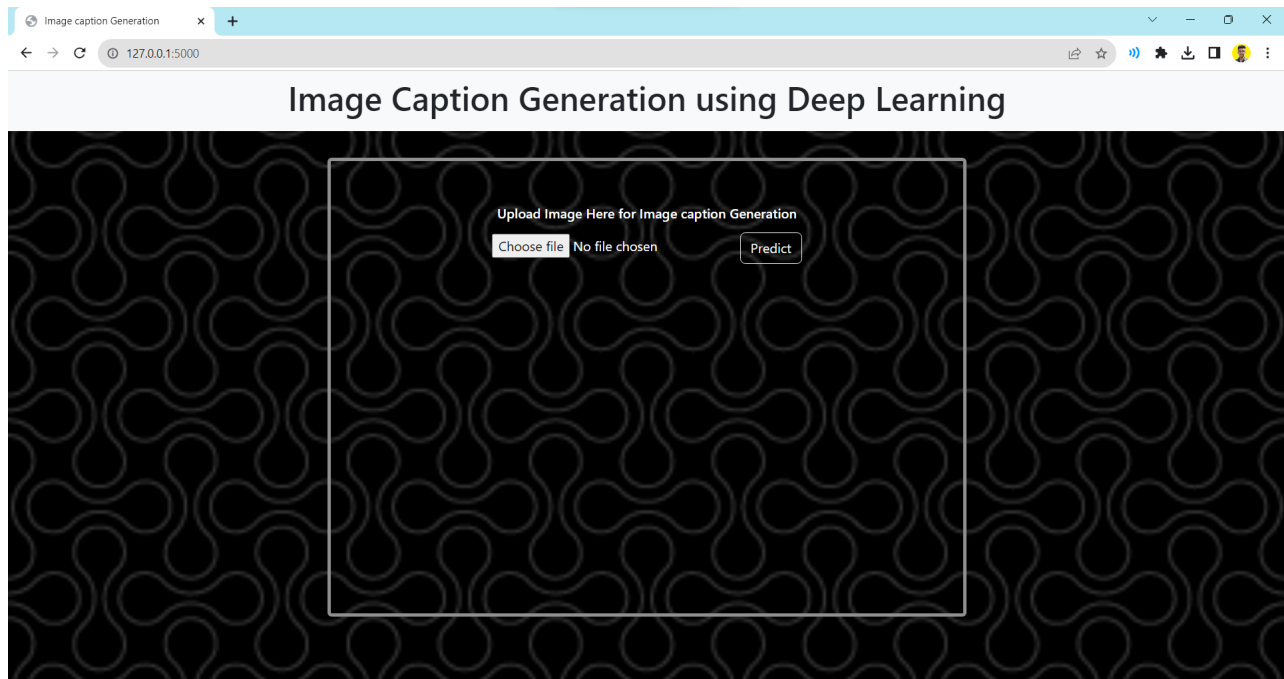 Image caption Generation
127.0.0.1:5000
Image Caption Generation using Deep Learning
Upload Image Here for Image caption Generation
Choose file No file chosen Predict